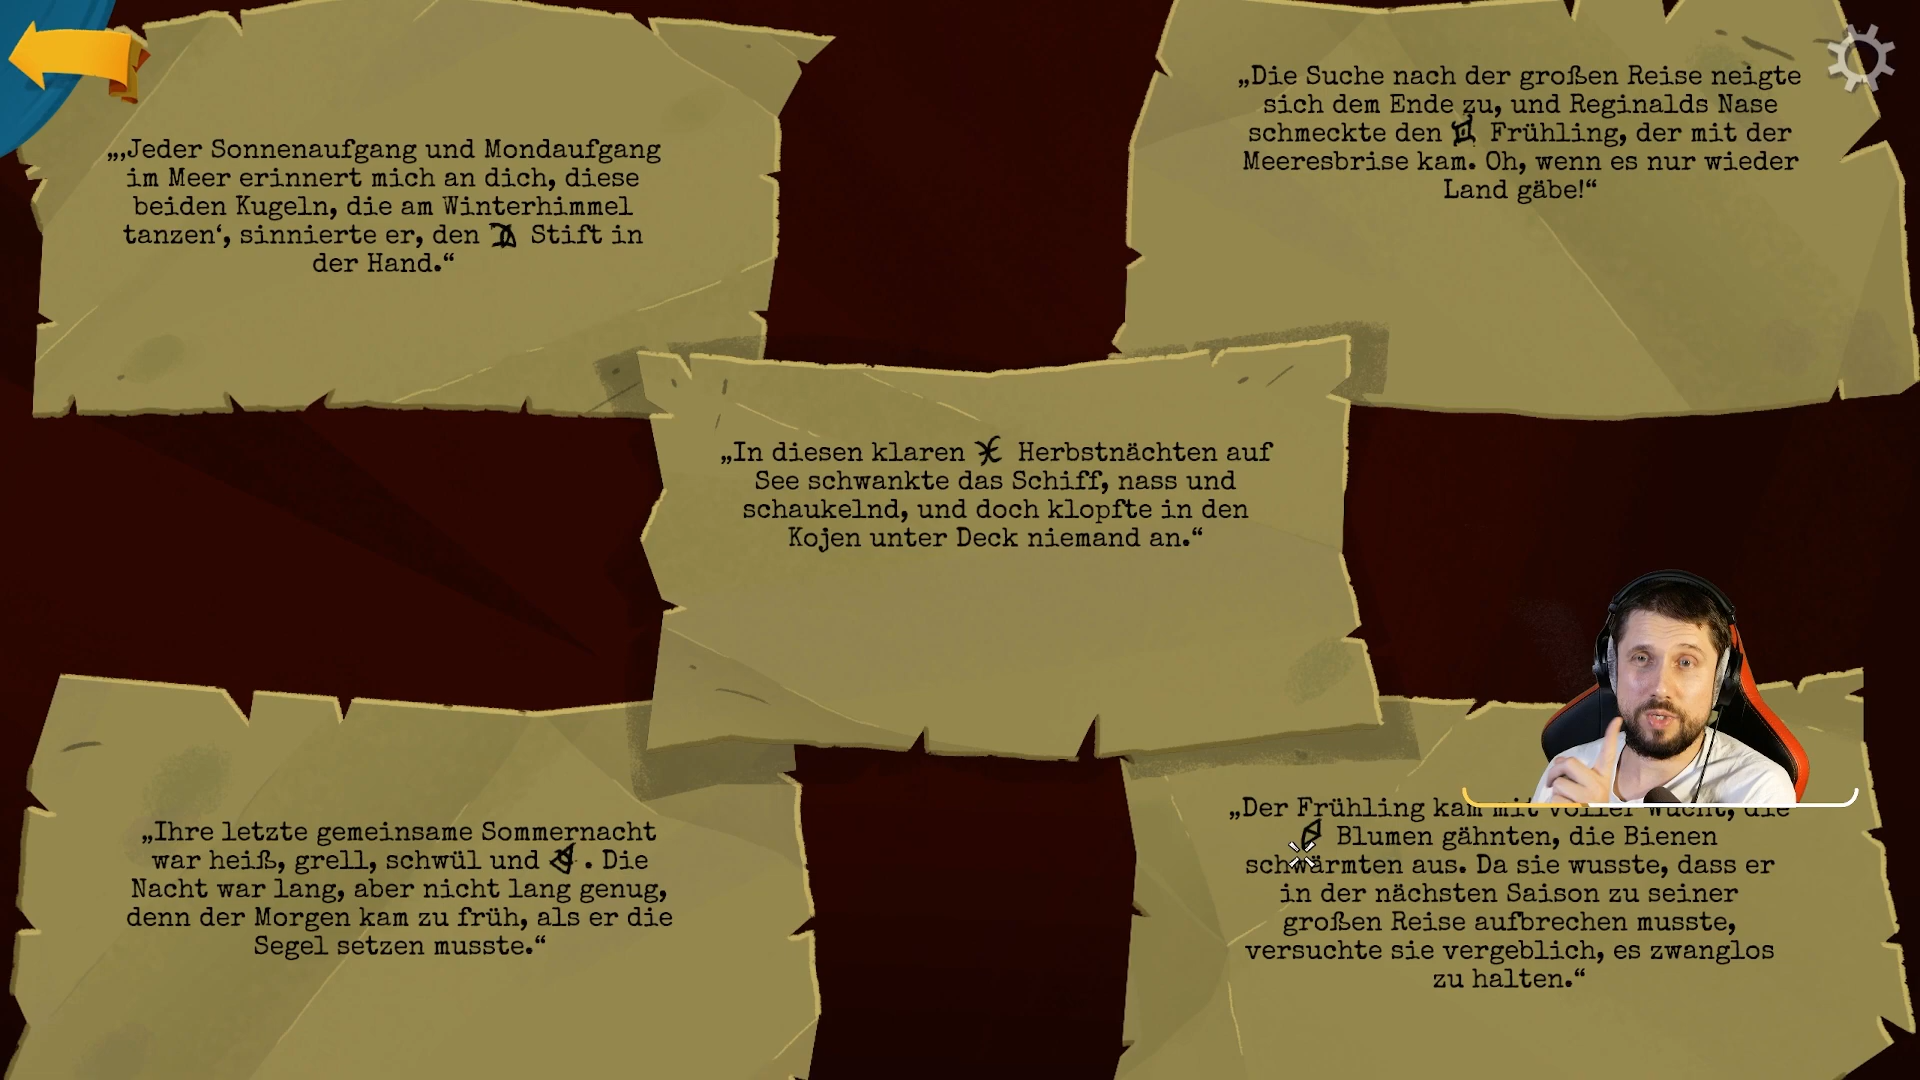 „‚Jeder Sonnenaufgang und Mondaufgang
im Meer erinnert mich an dich, diese
beiden Kugeln, die am Winterhimmel
tanzen‘, sinnierte er, den Stift in
der Hand.“
„Die Suche nach der großen Reise neigte
sich dem Ende zu, und Reginalds Nase
schmeckte den Frühling, der mit der
Meeresbrise kam. Oh, wenn es nur wieder
Land gäbe!“
„In diesen klaren Herbstnächten auf
See schwankte das Schiff, nass und
schaukelnd, und doch klopfte in den
Kojen unter Deck niemand an.“
„Ihre letzte gemeinsame Sommernacht
war heiß, grell, schwül und . Die
Nacht war lang, aber nicht lang genug,
denn der Morgen kam zu früh, als er die
Segel setzen musste.“
„Der Frühling kam mit voller Wucht, die
Blumen gähnten, die Bienen
schwärmten aus. Da sie wusste, dass er
in der nächsten Saison zu seiner
großen Reise aufbrechen musste,
versuchte sie vergeblich, es zwanglos
zu halten.“